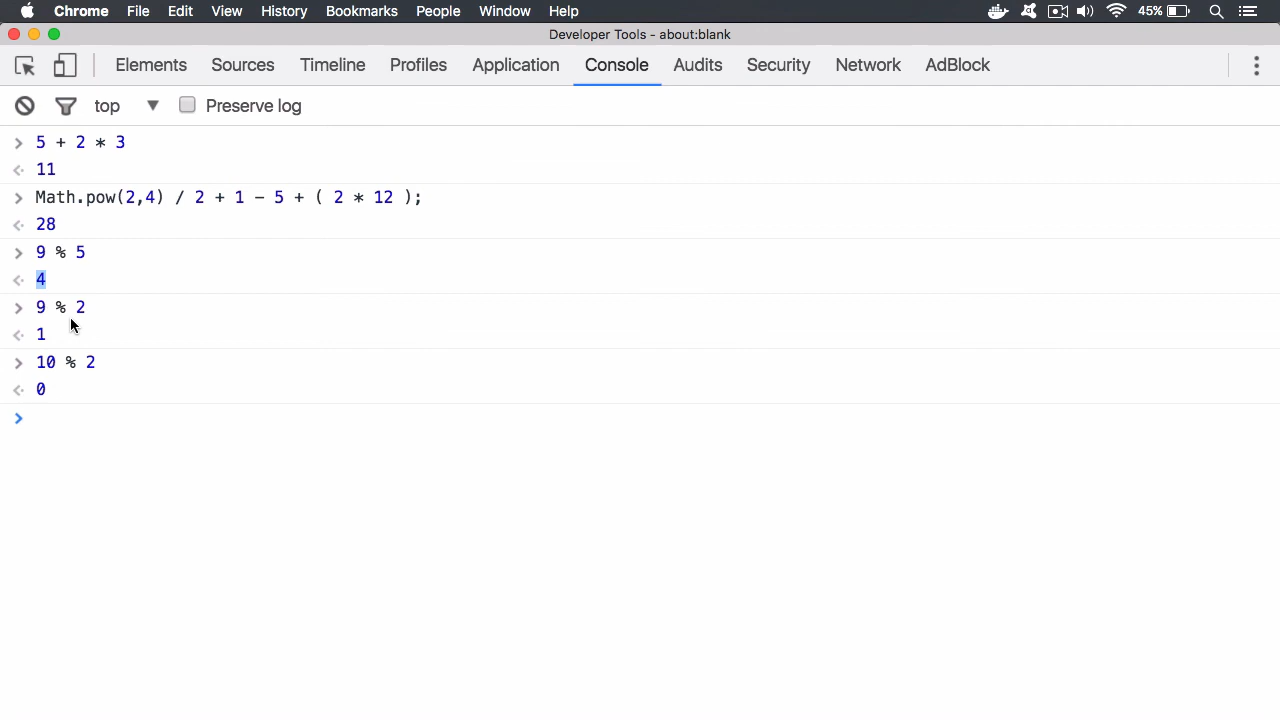 Chrome File Edit View History Bookmarks People Window Help 45%
Developer Tools - about:blank
Elements Sources Timeline Profiles Application Console Audits Security Network AdBlock
top Preserve log
5 + 2 * 3
11
Math.pow(2,4) / 2 + 1 - 5 + ( 2 * 12 );
28
9 % 5
4
9 % 2
1
10 % 2
0